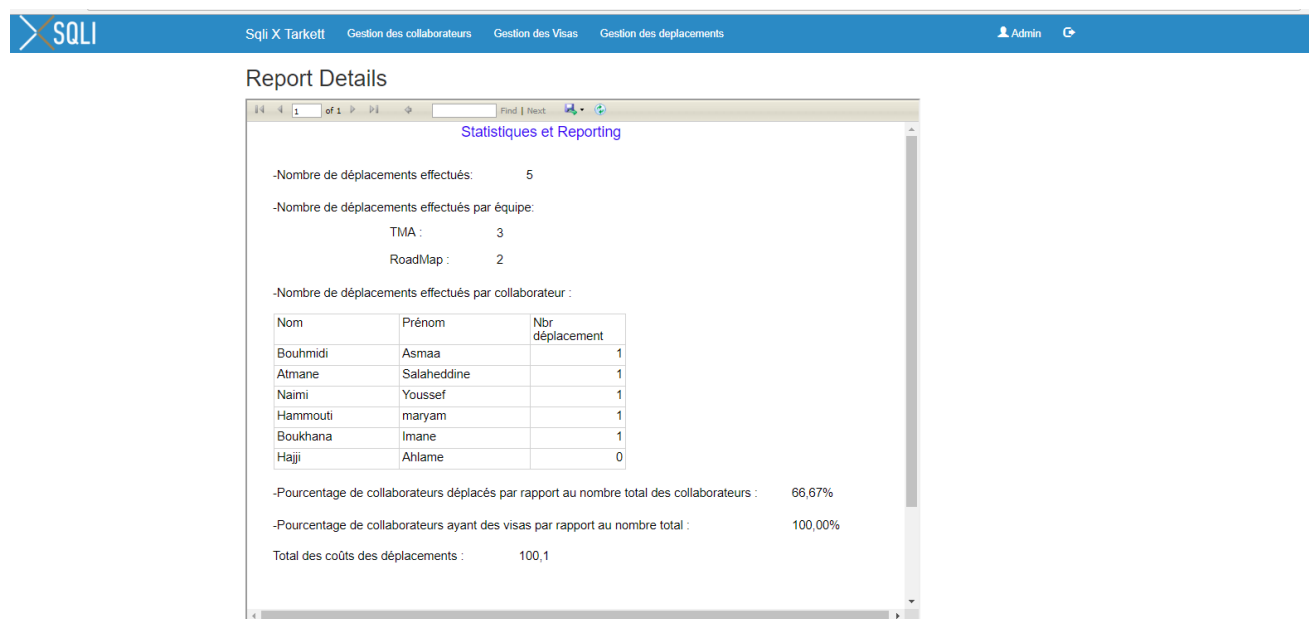 SQLI
Sqli X Tarkett Gestion des collaborateurs Gestion des Visas Gestion des deplacements Admin
Report Details
1 of 1 Find | Next
Statistiques et Reporting
-Nombre de déplacements effectués: 5
-Nombre de déplacements effectués par équipe:
TMA : 3
RoadMap : 2
-Nombre de déplacements effectués par collaborateur :
Nom Prénom Nbr déplacement
Bouhmidi Asmaa 1
Atmane Salaheddine 1
Naimi Youssef 1
Hammouti maryam 1
Boukhana Imane 1
Hajji Ahlame 0
-Pourcentage de collaborateurs déplacés par rapport au nombre total des collaborateurs : 66,67%
-Pourcentage de collaborateurs ayant des visas par rapport au nombre total : 100,00%
Total des coûts des déplacements : 100,1